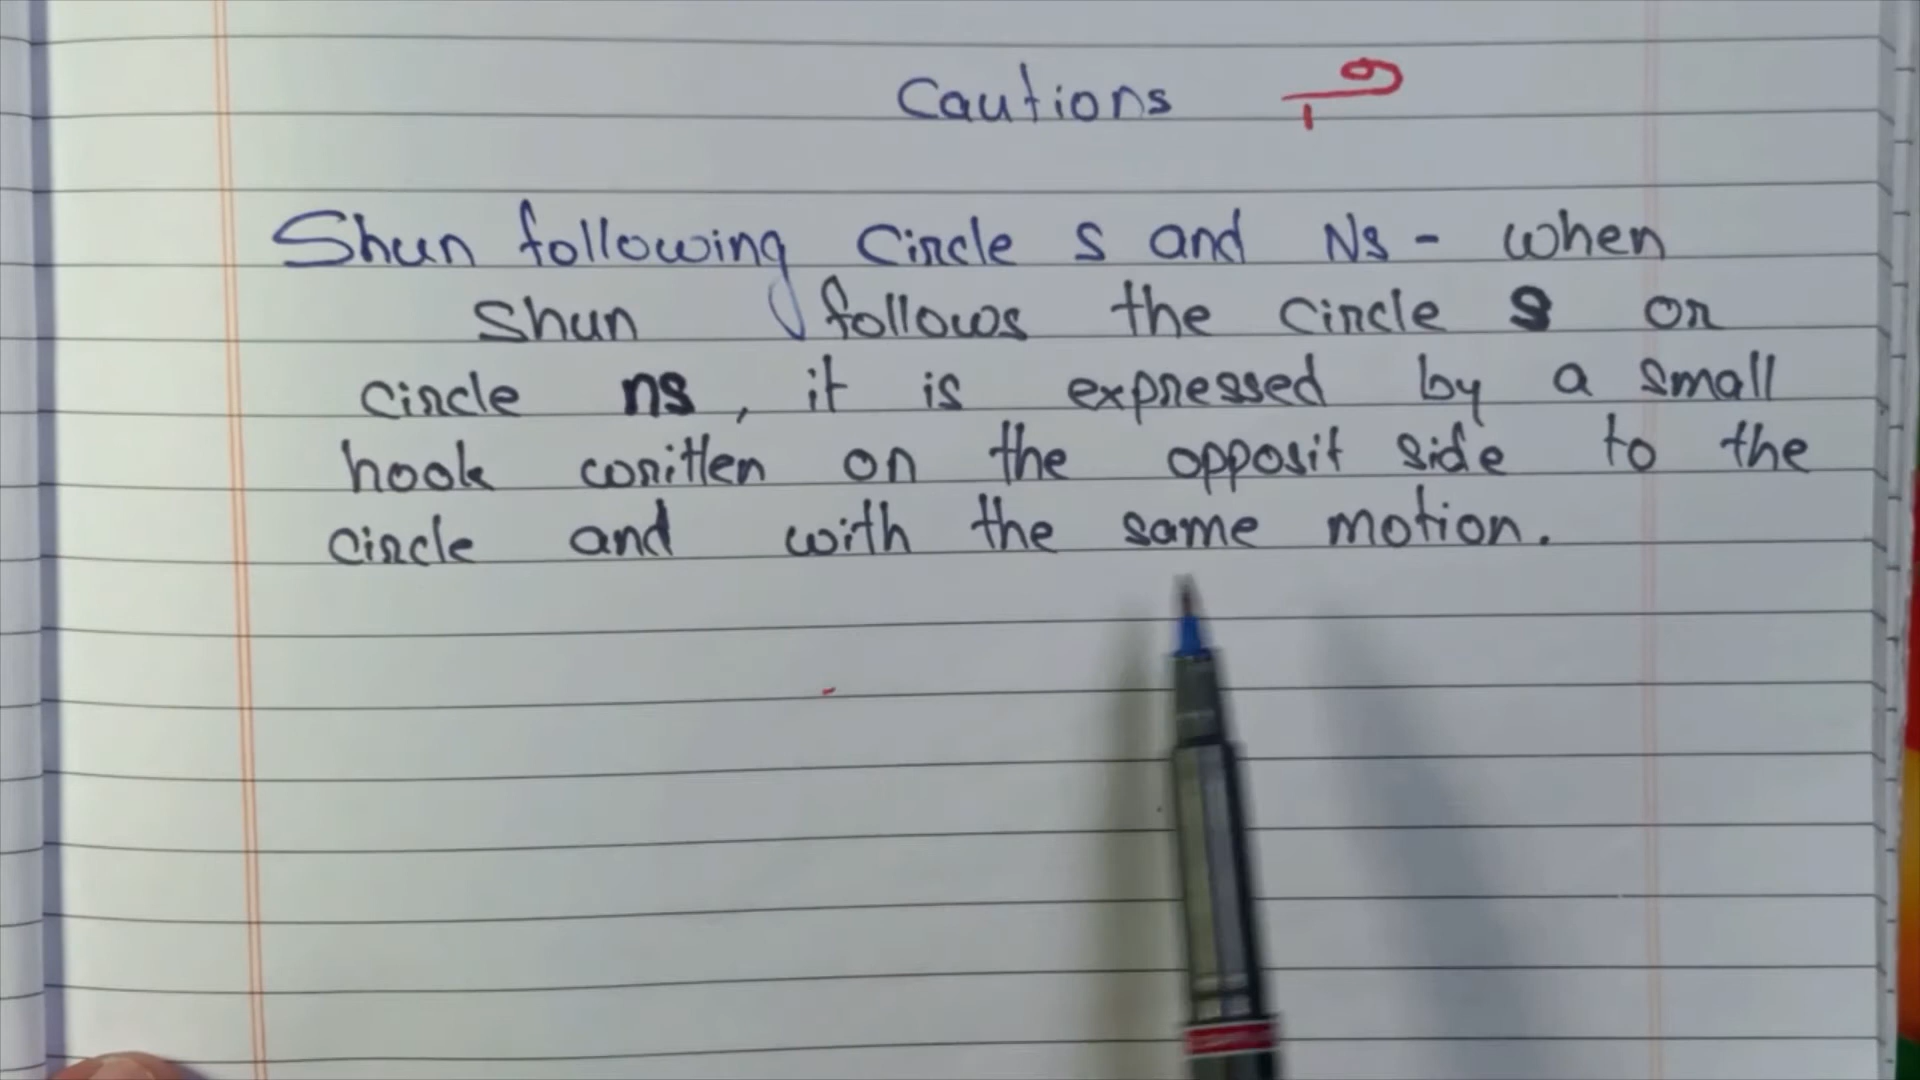 Cautions
Shun following Circle S and Ns - when
Shun follows the circle S or
circle ns, it is expressed by a small
hook written on the opposit side to the
circle and with the same motion.